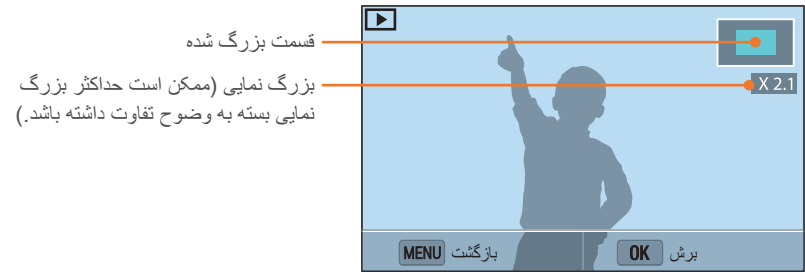 قسمت بزرگ شده
بزرگ نمایی (ممکن است حداکثر بزرگ
نمایی بسته به وضوح تفاوت داشته باشد.)
X 2.1
برش OK
بازگشت MENU